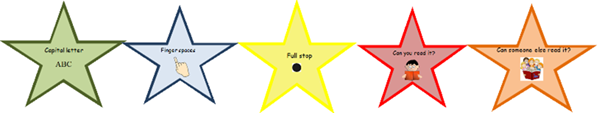 Capital letter
ABC
Finger spaces
Full stop
Can you read it?
Can someone else read it?